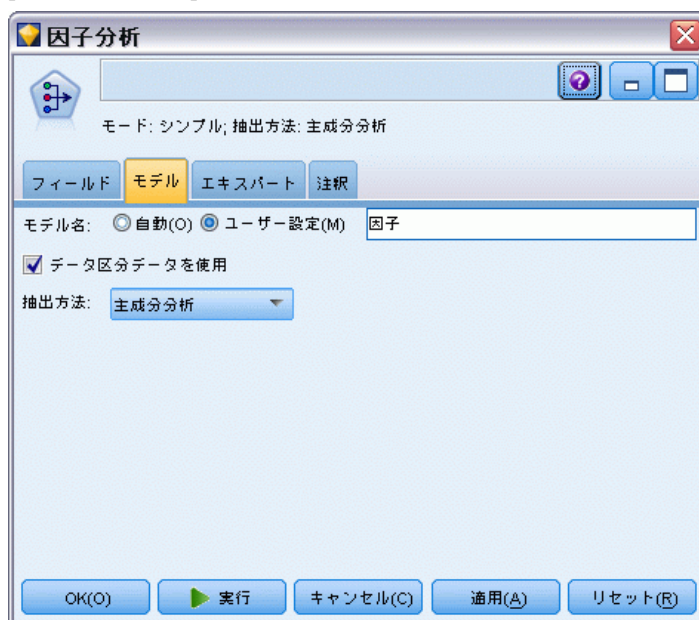 因子分析
モード: シンプル; 抽出方法: 主成分分析
フィールド モデル エキスパート 注釈
モデル名: 自動(O) ユーザー設定(M) 因子
データ区分データを使用
抽出方法: 主成分分析
OK(O) 実行 キャンセル(C) 適用(A) リセット(R)